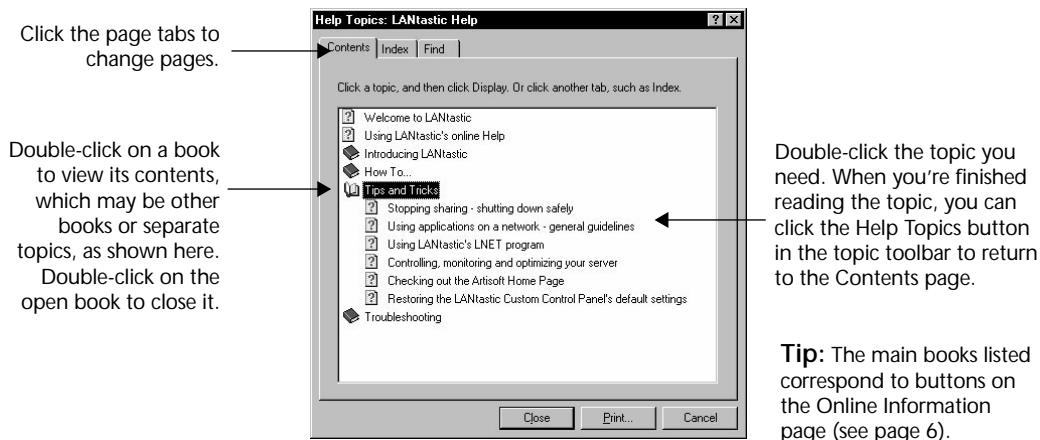 Click the page tabs to
change pages.
Double-click on a book
to view its contents,
which may be other
books or separate
topics, as shown here.
Double-click on the
open book to close it.
Help Topics: LANtastic Help
Contents Index Find
Click a topic, and then click Display. Or click another tab, such as Index.
Welcome to LANtastic
Using LANtastic's online Help
Introducing LANtastic
How To...
Tips and Tricks
Stopping sharing - shutting down safely
Using applications on a network - general guidelines
Using LANtastic's LNET program
Controlling, monitoring and optimizing your server
Checking out the Artisoft Home Page
Restoring the LANtastic Custom Control Panel's default settings
Troubleshooting
Close Print... Cancel
Double-click the topic you
need. When you're finished
reading the topic, you can
click the Help Topics button
in the topic toolbar to return
to the Contents page.
Tip: The main books listed
correspond to buttons on
the Online Information
page (see page 6).